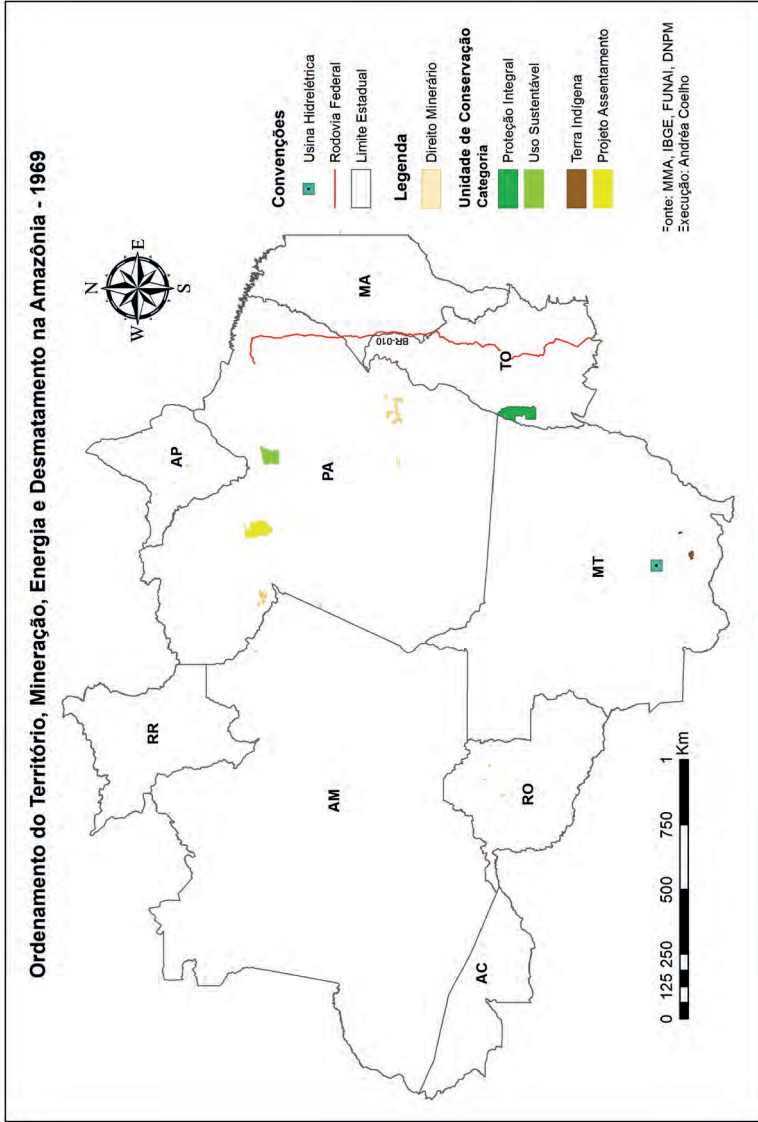 Ordenamento do Território, Mineração, Energia e Desmatamento na Amazônia - 1969
N
W
E
S
RR
AP
AM
PA
MA
BR-010
TO
AC
RO
MT
Convenções
Usina Hidrelétrica
Rodovia Federal
Limite Estadual
Legenda
Direito Minerário
Unidade de Conservação
Categoria
Proteção Integral
Uso Sustentável
Terra Indígena
Projeto Assentamento
0 125 250 500 750 1
Km
Fonte: MMA, IBGE, FUNAI, DNPM
Execução: Andréa Coelho